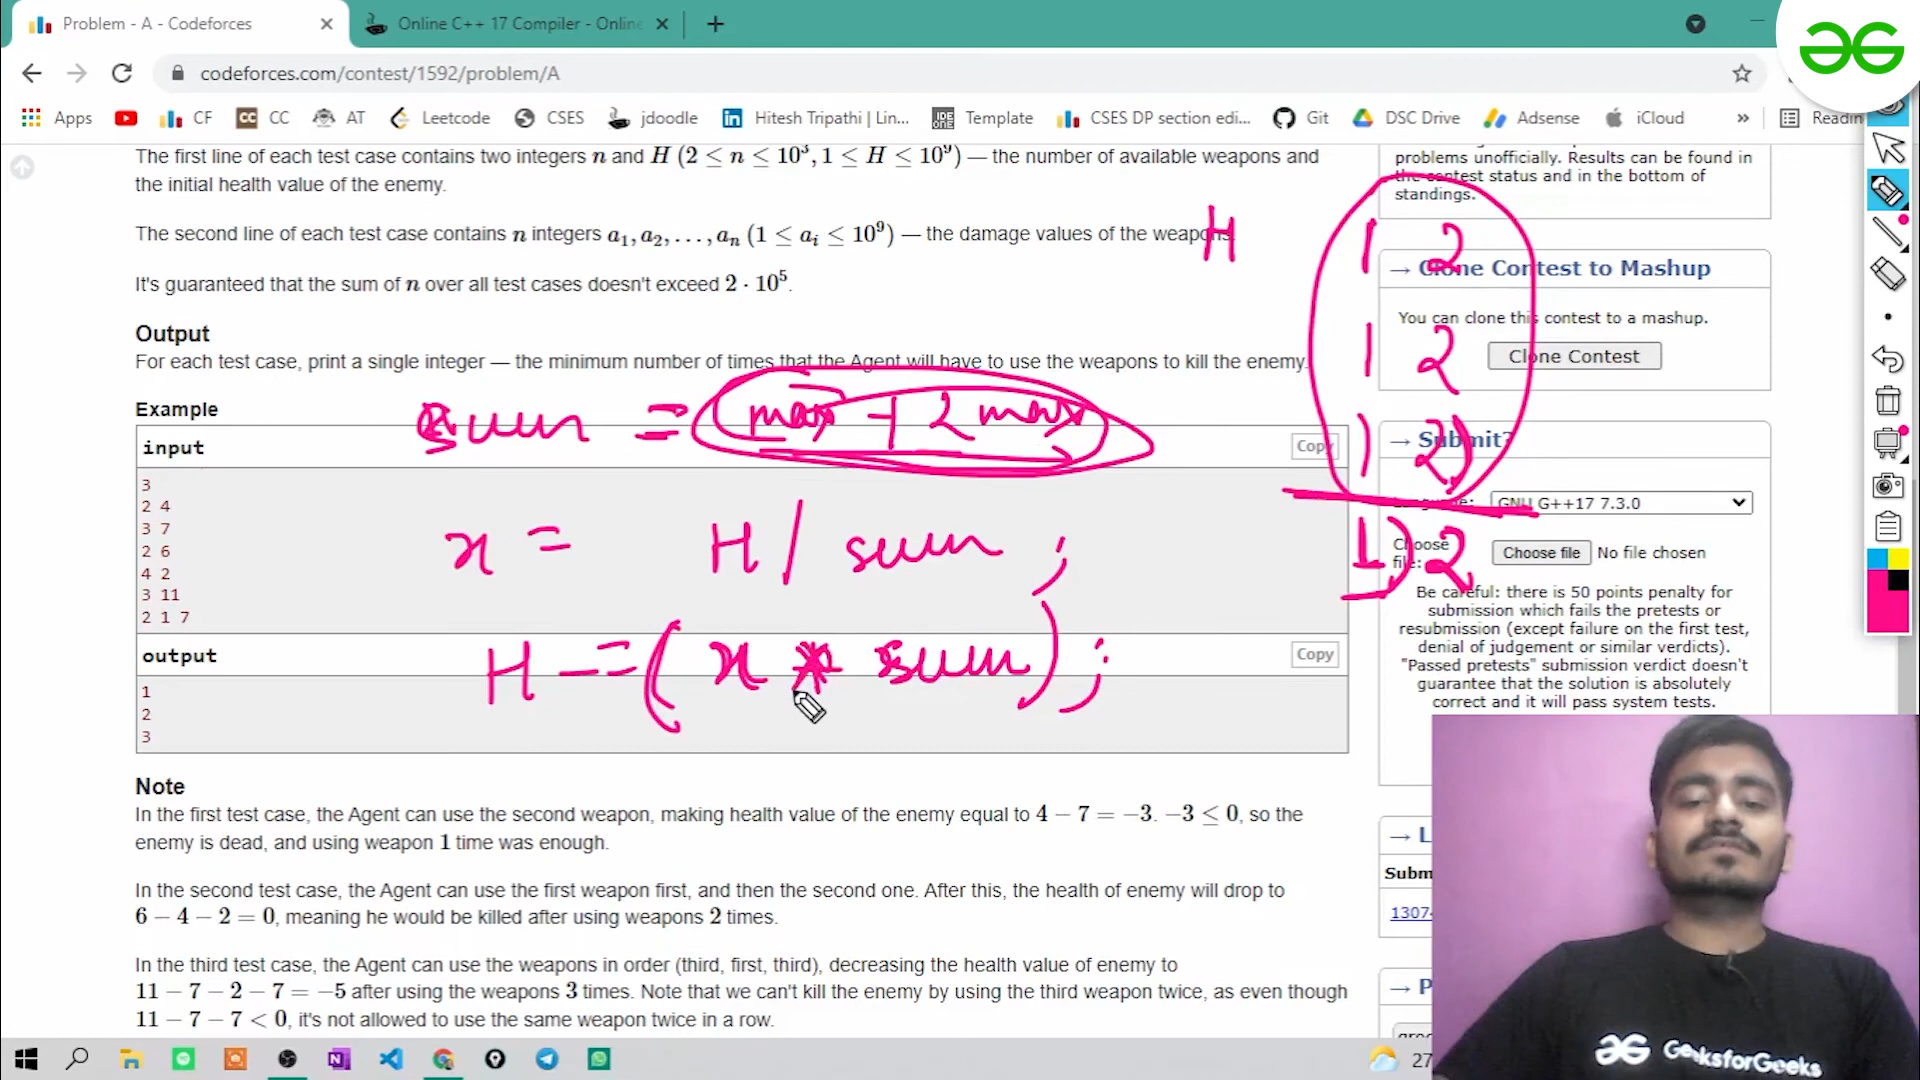 Problem - A - Codeforces
Online C++ 17 Compiler - Online
codeforces.com/contest/1592/problem/A
Apps CF CC CC AT Leetcode CSES jdoodle Hitesh Tripathi | Lin... Template CSES DP section edi... Git DSC Drive Adsense iCloud » Readin
The first line of each test case contains two integers n and H (2 ≤ n ≤ 10³, 1 ≤ H ≤ 10⁹) — the number of available weapons and
the initial health value of the enemy.
The second line of each test case contains n integers a₁, a₂, ..., aₙ (1 ≤ aᵢ ≤ 10⁹) — the damage values of the weapons.
It's guaranteed that the sum of n over all test cases doesn't exceed 2 · 10⁵.
Output
For each test case, print a single integer — the minimum number of times that the Agent will have to use the weapons to kill the enemy.
Example
input
Copy
3
2 4
3 7
2 6
4 2
3 11
2 1 7
output
Copy
1
2
3
H
sum = max + 2 max
x = H / sum ;
H -= ( x * sum ) ;
1 2
1 2
1 2)
1) 2
Note
In the first test case, the Agent can use the second weapon, making health value of the enemy equal to 4 − 7 = −3. −3 ≤ 0, so the
enemy is dead, and using weapon 1 time was enough.
In the second test case, the Agent can use the first weapon first, and then the second one. After this, the health of enemy will drop to
6 − 4 − 2 = 0, meaning he would be killed after using weapons 2 times.
In the third test case, the Agent can use the weapons in order (third, first, third), decreasing the health value of enemy to
11 − 7 − 2 − 7 = −5 after using the weapons 3 times. Note that we can't kill the enemy by using the third weapon twice, as even though
11 − 7 − 7 < 0, it's not allowed to use the same weapon twice in a row.
problems unofficially. Results can be found in
the contest status and in the bottom of
standings.
→ Clone Contest to Mashup
You can clone this contest to a mashup.
Clone Contest
→ Submit?
GNU G++17 7.3.0
Choose
file:
Choose file No file chosen
Be careful: there is 50 points penalty for
submission which fails the pretests or
resubmission (except failure on the first test,
denial of judgement or similar verdicts).
"Passed pretests" submission verdict doesn't
guarantee that the solution is absolutely
correct and it will pass system tests.
→ L
Subm
1307
→ P
GeeksforGeeks
27